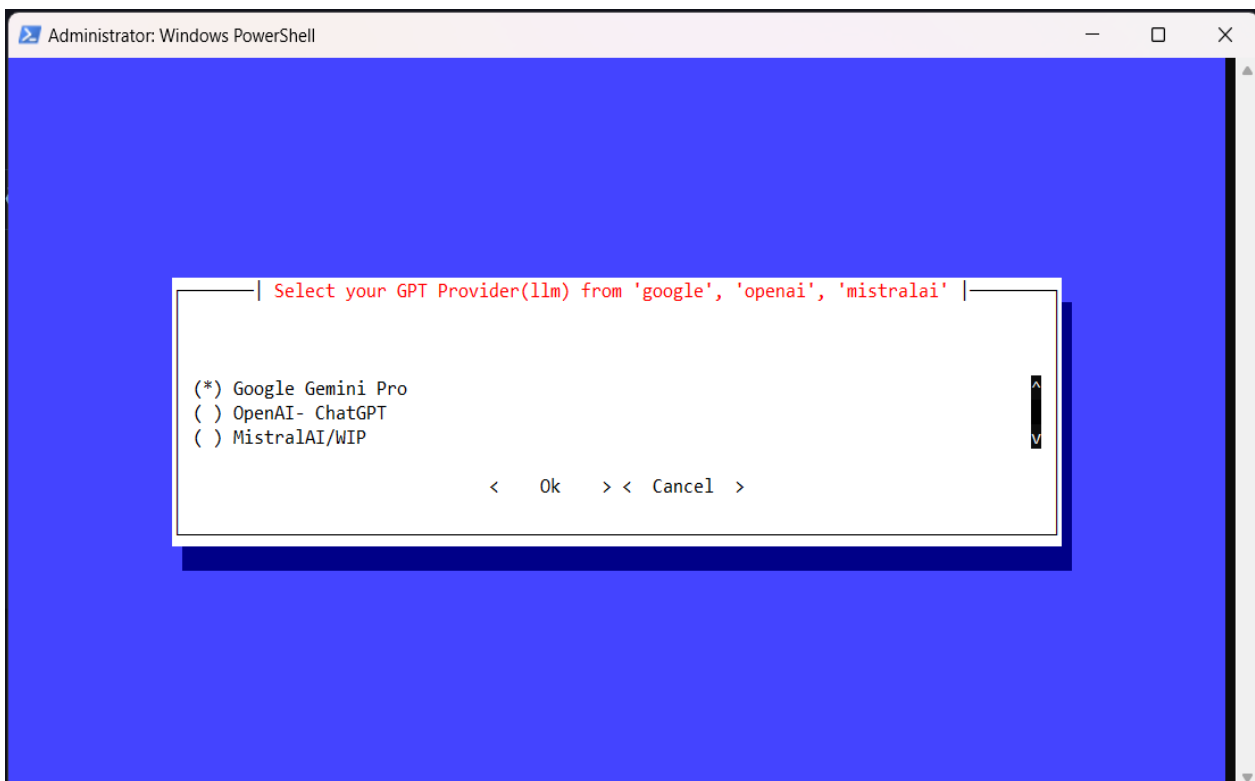 Administrator: Windows PowerShell
Select your GPT Provider(llm) from 'google', 'openai', 'mistralai'
(*) Google Gemini Pro
( ) OpenAI- ChatGPT
( ) MistralAI/WIP
< Ok > < Cancel >